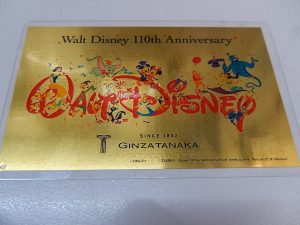 Walt Disney 110th Anniversary
WALT DISNEY
SINCE 1892
GINZATANAKA